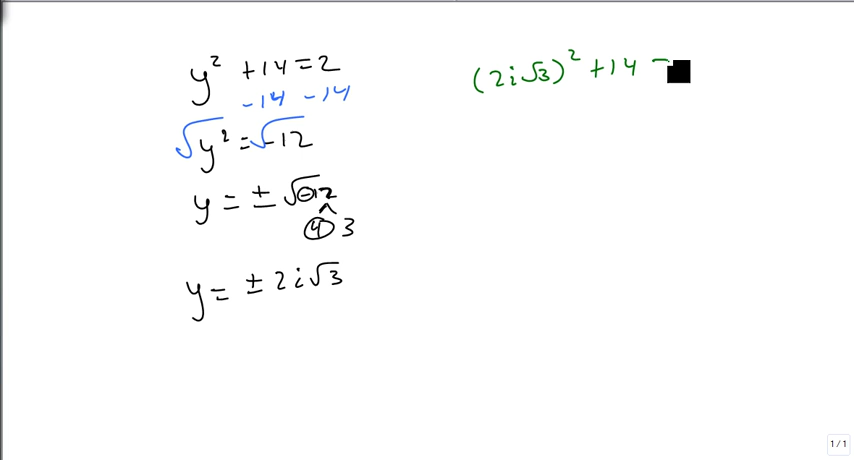 y² +14=2
-14 -14
√y² = √-12
y = ± √-12
4 3
y = ± 2i√3
(2i√3)² +14 =
1 / 1